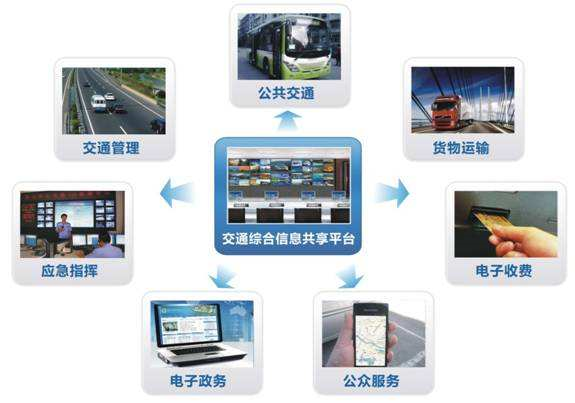 公共交通
交通管理
货物运输
交通综合信息共享平台
应急指挥
电子收费
电子政务
公众服务